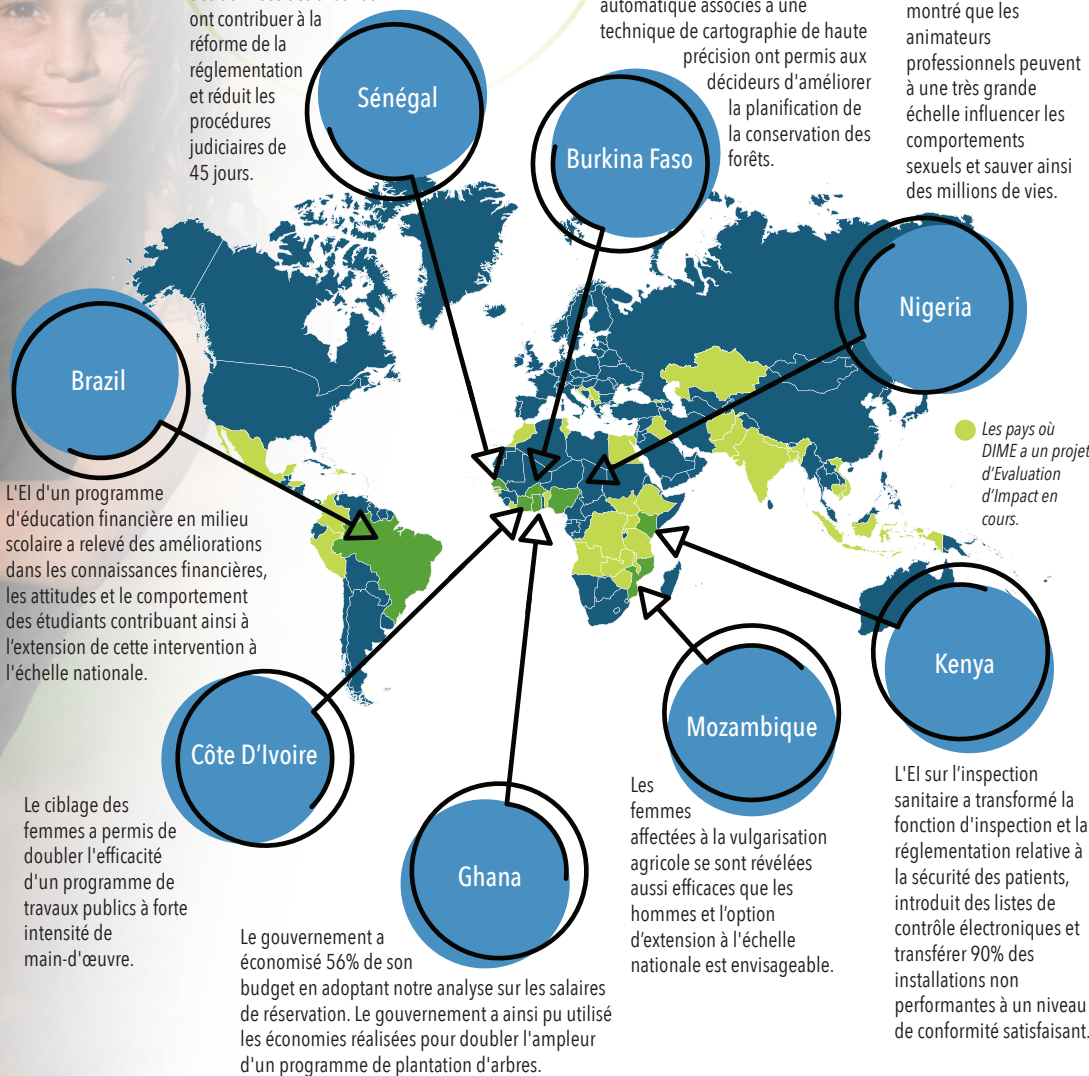 ont contribuer à la
réforme de la
réglementation
et réduit les
procédures
judiciaires de
45 jours.
Sénégal
automatique associés à une
technique de cartographie de haute
précision ont permis aux
décideurs d'améliorer
la planification de
la conservation des
forêts.
Burkina Faso
montré que les
animateurs
professionnels peuvent
à une très grande
échelle influencer les
comportements
sexuels et sauver ainsi
des millions de vies.
Nigeria
Brazil
L'EI d'un programme
d'éducation financière en milieu
scolaire a relevé des améliorations
dans les connaissances financières,
les attitudes et le comportement
des étudiants contribuant ainsi à
l’extension de cette intervention à
l'échelle nationale.
Les pays où
DIME a un projet
d’Evaluation
d’Impact en
cours.
Côte D’Ivoire
Le ciblage des
femmes a permis de
doubler l'efficacité
d'un programme de
travaux publics à forte
intensité de
main-d'œuvre.
Ghana
Le gouvernement a
économisé 56% de son
budget en adoptant notre analyse sur les salaires
de réservation. Le gouvernement a ainsi pu utilisé
les économies réalisées pour doubler l'ampleur
d'un programme de plantation d'arbres.
Mozambique
Les
femmes
affectées à la vulgarisation
agricole se sont révélées
aussi efficaces que les
hommes et l’option
d’extension à l'échelle
nationale est envisageable.
Kenya
L'EI sur l’inspection
sanitaire a transformé la
fonction d'inspection et la
réglementation relative à
la sécurité des patients,
introduit des listes de
contrôle électroniques et
transférer 90% des
installations non
performantes à un niveau
de conformité satisfaisant.